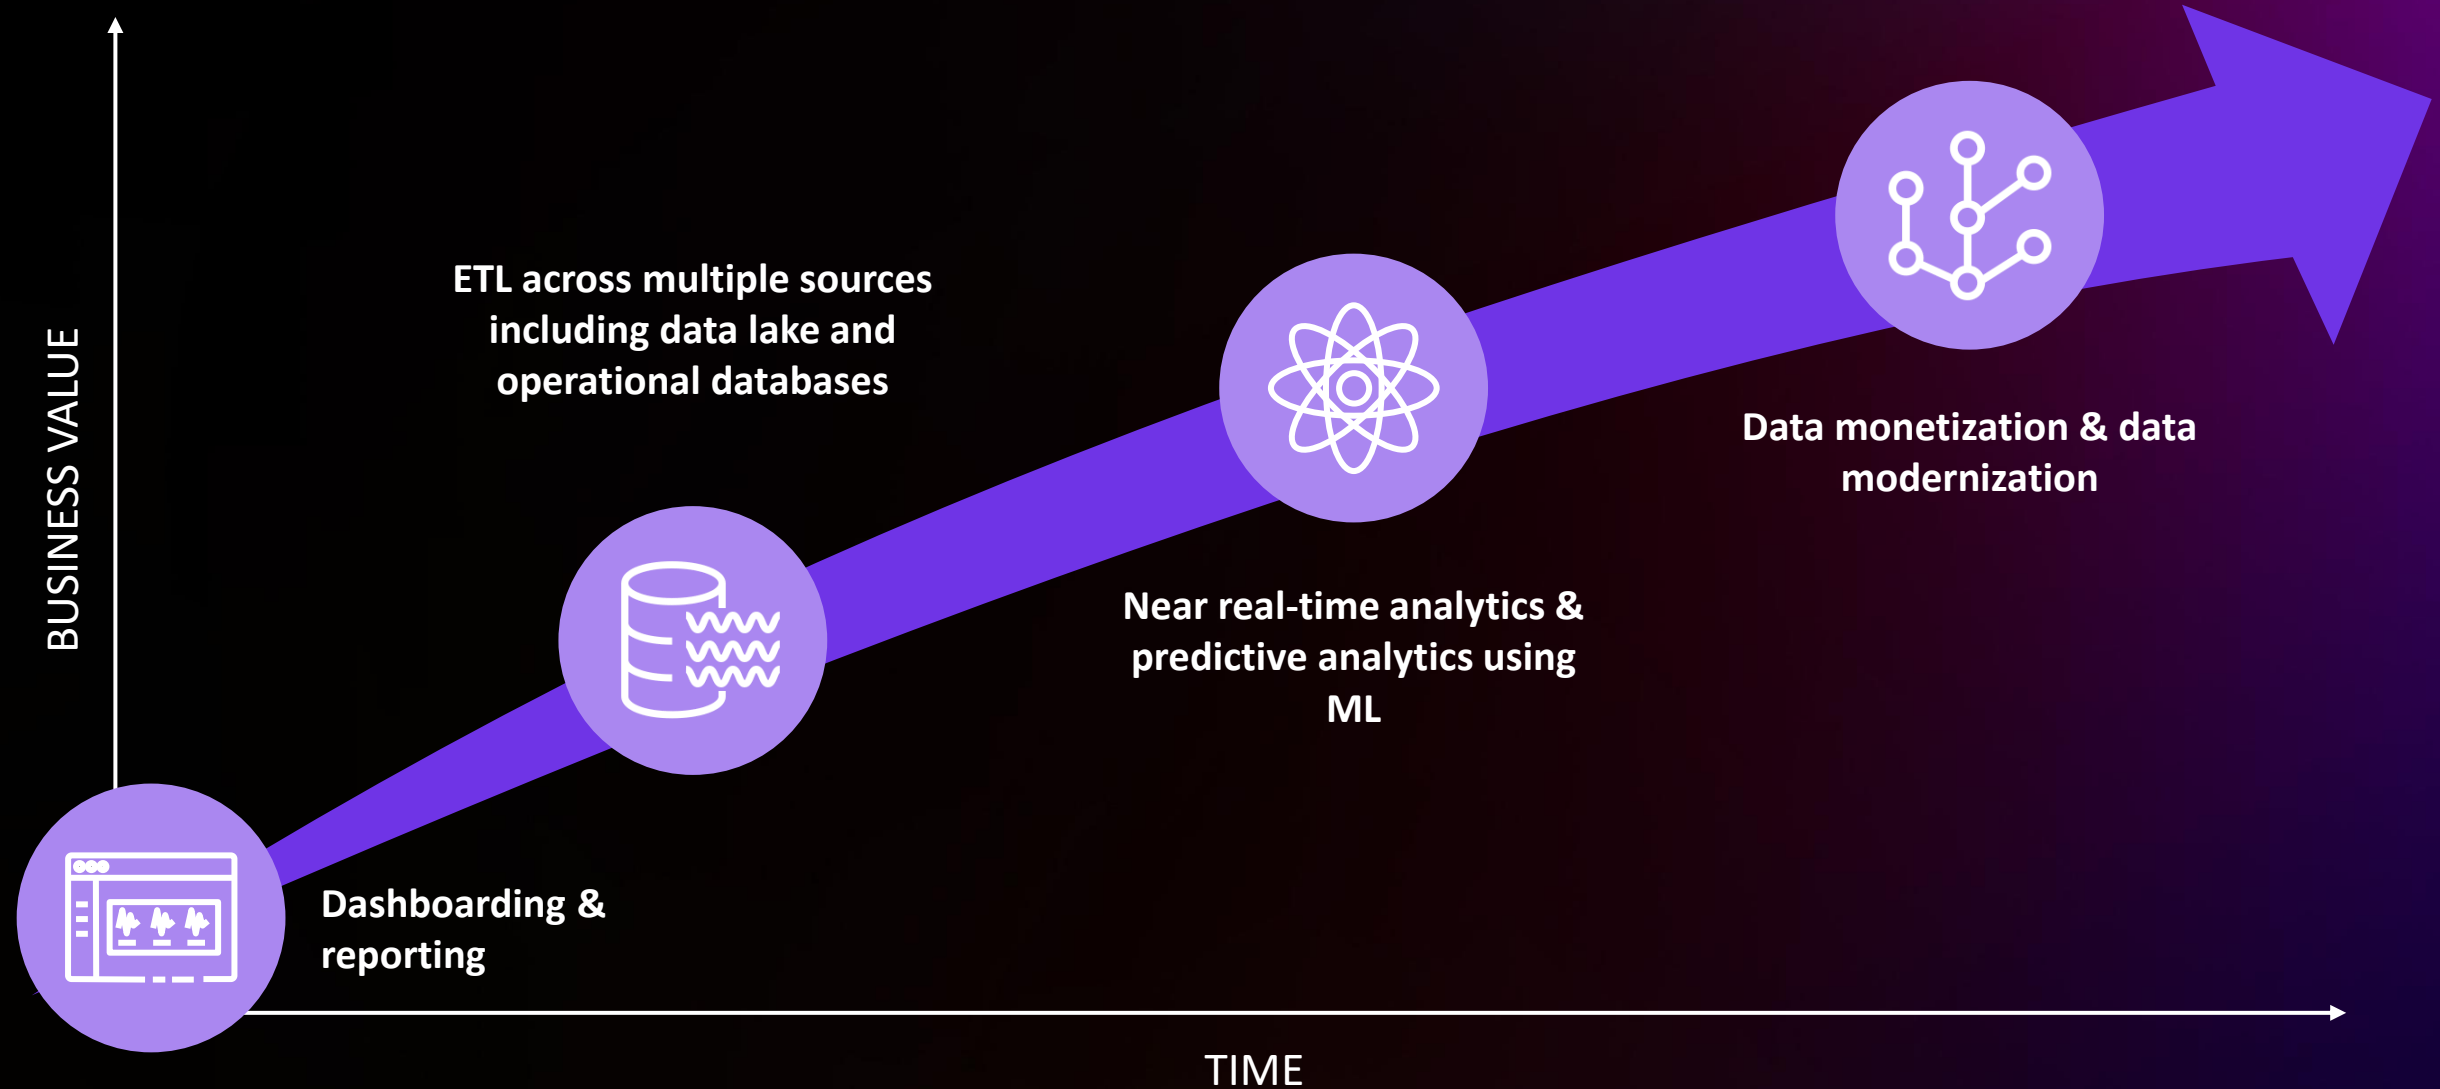 BUSINESS VALUE
ETL across multiple sources
including data lake and
operational databases
Data monetization & data
modernization
Near real-time analytics &
predictive analytics using
ML
Dashboarding &
reporting
TIME